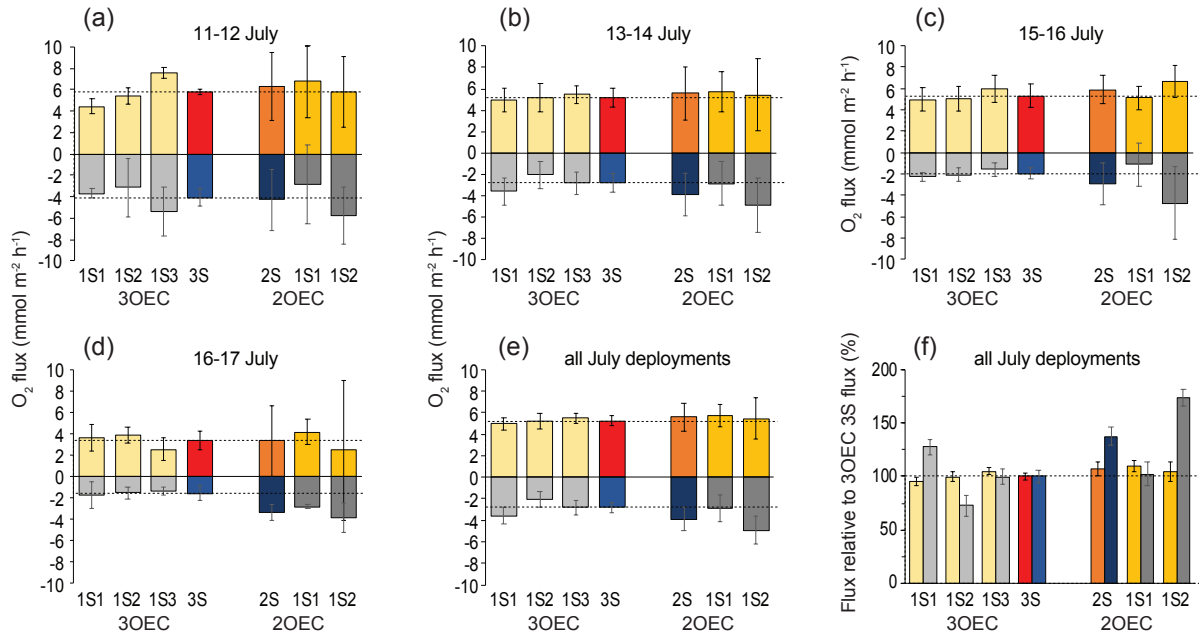 (a)
11-12 July
10
8
6
4
2
0
-2
-4
-6
-8
-10
1S1 1S2 1S3 3S 2S 1S1 1S2
3OEC 2OEC
(b)
13-14 July
10
8
6
4
2
0
-2
-4
-6
-8
-10
1S1 1S2 1S3 3S 2S 1S1 1S2
3OEC 2OEC
(c)
15-16 July
O₂ flux (mmol m⁻² h⁻¹)
10
8
6
4
2
0
-2
-4
-6
-8
-10
1S1 1S2 1S3 3S 2S 1S1 1S2
3OEC 2OEC
O₂ flux (mmol m⁻² h⁻¹)
(d)
16-17 July
10
8
6
4
2
0
-2
-4
-6
-8
-10
1S1 1S2 1S3 3S 2S 1S1 1S2
3OEC 2OEC
O₂ flux (mmol m⁻² h⁻¹)
(e)
all July deployments
10
8
6
4
2
0
-2
-4
-6
-8
-10
1S1 1S2 1S3 3S 2S 1S1 1S2
3OEC 2OEC
(f)
all July deployments
Flux relative to 3OEC 3S flux (%)
200
150
100
50
0
1S1 1S2 1S3 3S 2S 1S1 1S2
3OEC 2OEC